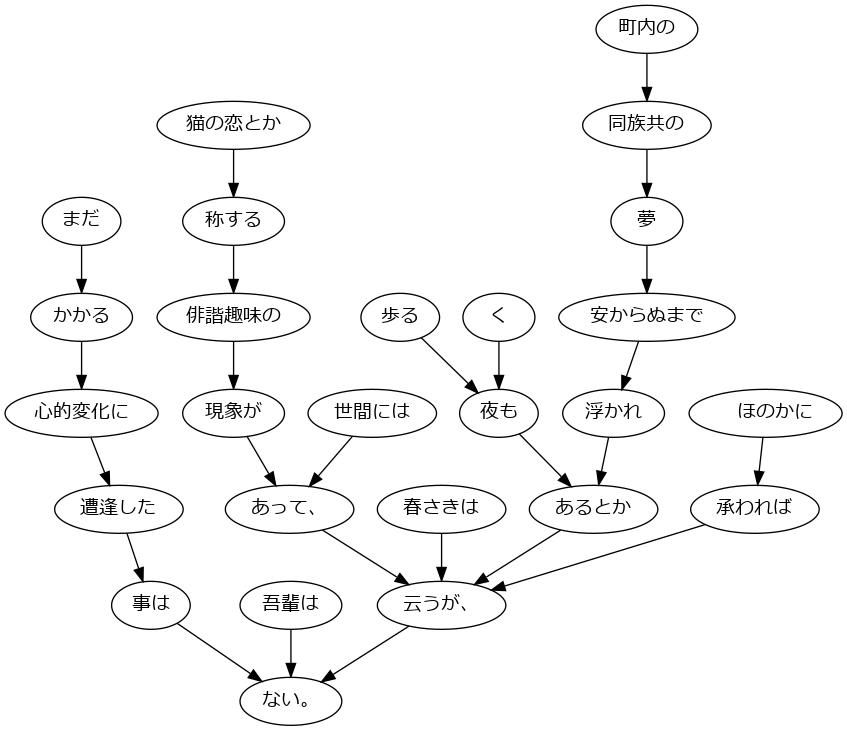 町内の
猫の恋とか
同族共の
まだ
称する
夢
かかる
俳諧趣味の
歩る
く
安からぬまで
心的変化に
現象が
世間には
夜も
浮かれ
ほのかに
遭逢した
あって、
春さきは
あるとか
承われば
事は
吾輩は
云うが、
ない。